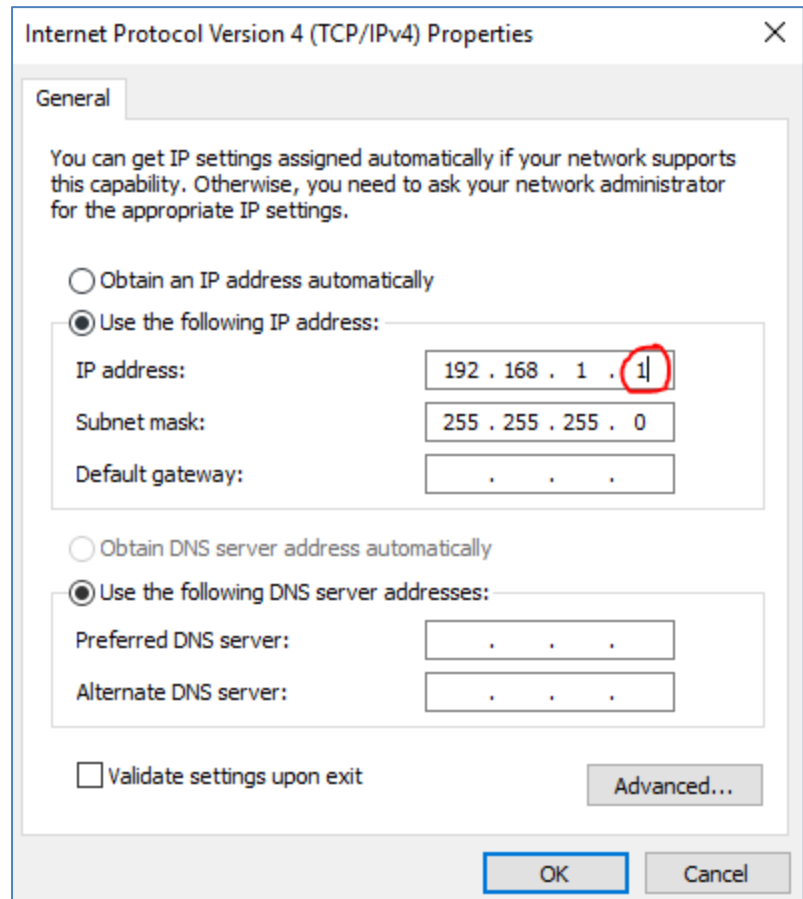 Internet Protocol Version 4 (TCP/IPv4) Properties
General
You can get IP settings assigned automatically if your network supports
this capability. Otherwise, you need to ask your network administrator
for the appropriate IP settings.
Obtain an IP address automatically
Use the following IP address:
IP address: 192 . 168 . 1 . 1
Subnet mask: 255 . 255 . 255 . 0
Default gateway: . . .
Obtain DNS server address automatically
Use the following DNS server addresses:
Preferred DNS server: . . .
Alternate DNS server: . . .
Validate settings upon exit
Advanced...
OK Cancel